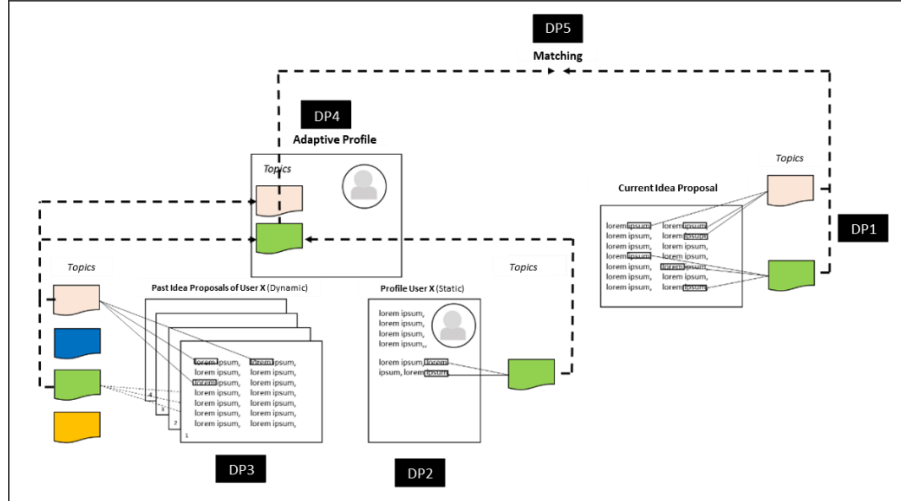 DP5
Matching
DP4
Adaptive Profile
Topics
Topics
Current Idea Proposal
lorem ipsum, lorem ipsum,
lorem ipsum, lorem ipsum,
lorem ipsum, lorem ipsum,
lorem ipsum, lorem ipsum,
lorem ipsum, lorem ipsum,
lorem ipsum, lorem ipsum,
lorem ipsum, lorem ipsum,
DP1
Topics
Past Idea Proposals of User X (Dynamic)
lorem ipsum, lorem ipsum,
lorem ipsum, lorem ipsum,
lorem ipsum, lorem ipsum,
lorem ipsum, lorem ipsum,
lorem ipsum, lorem ipsum,
lorem ipsum, lorem ipsum,
4
3
2
1
DP3
Profile User X (Static)
lorem ipsum,
lorem ipsum,
lorem ipsum,
lorem ipsum,,
lorem ipsum, lorem
ipsum, lorem ipsum,
Topics
DP2